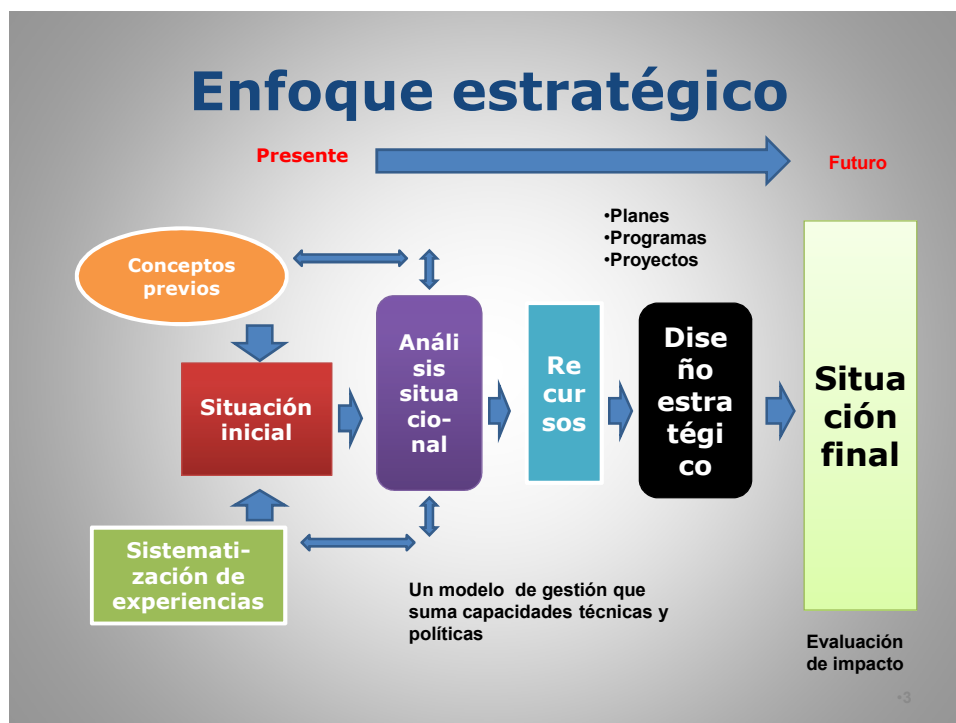 Enfoque estratégico
Presente
Futuro
•Planes
•Programas
•Proyectos
Conceptos
previos
Situación
inicial
Sistemati-
zación de
experiencias
Análi
sis
situa
cio-
nal
Re
cur
sos
Dise
ño
estra
tégi
co
Situa
ción
final
Un modelo  de gestión que
suma capacidades técnicas y
políticas
Evaluación
de impacto
•3